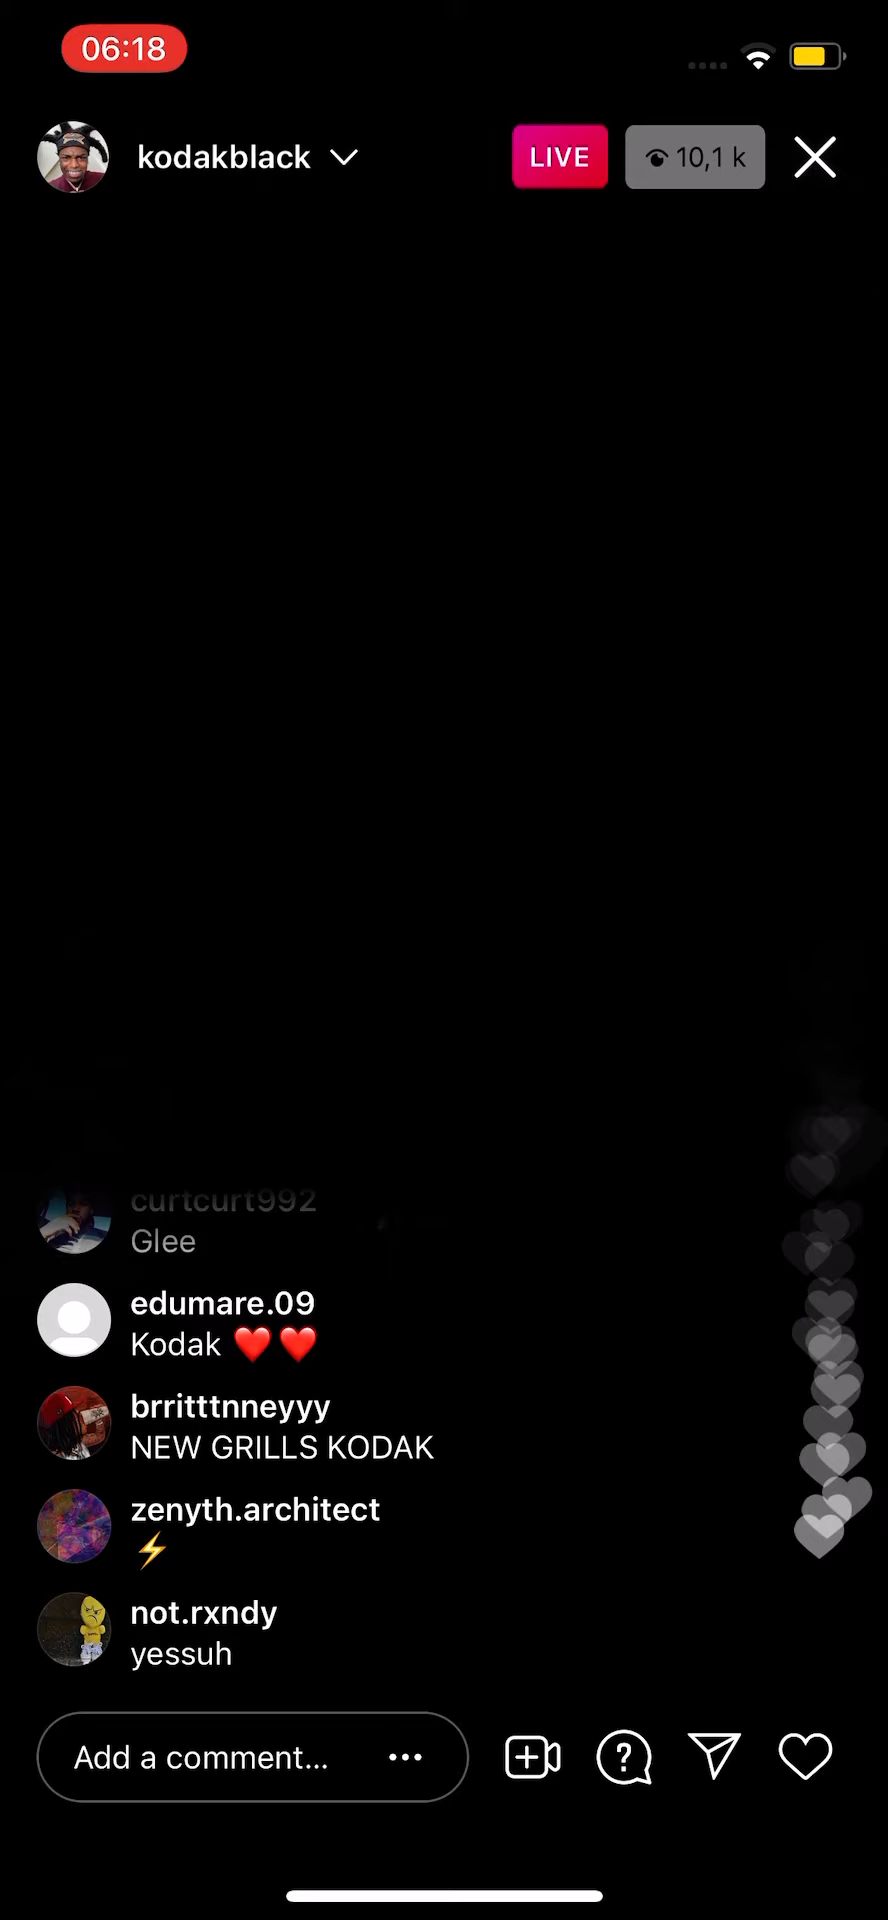 06:18
kodakblack
LIVE
10,1 k
curtcurt992
Glee
edumare.09
Kodak ❤️❤️
brritttnneyyy
NEW GRILLS KODAK
zenyth.architect
⚡
not.rxndy
yessuh
Add a comment...